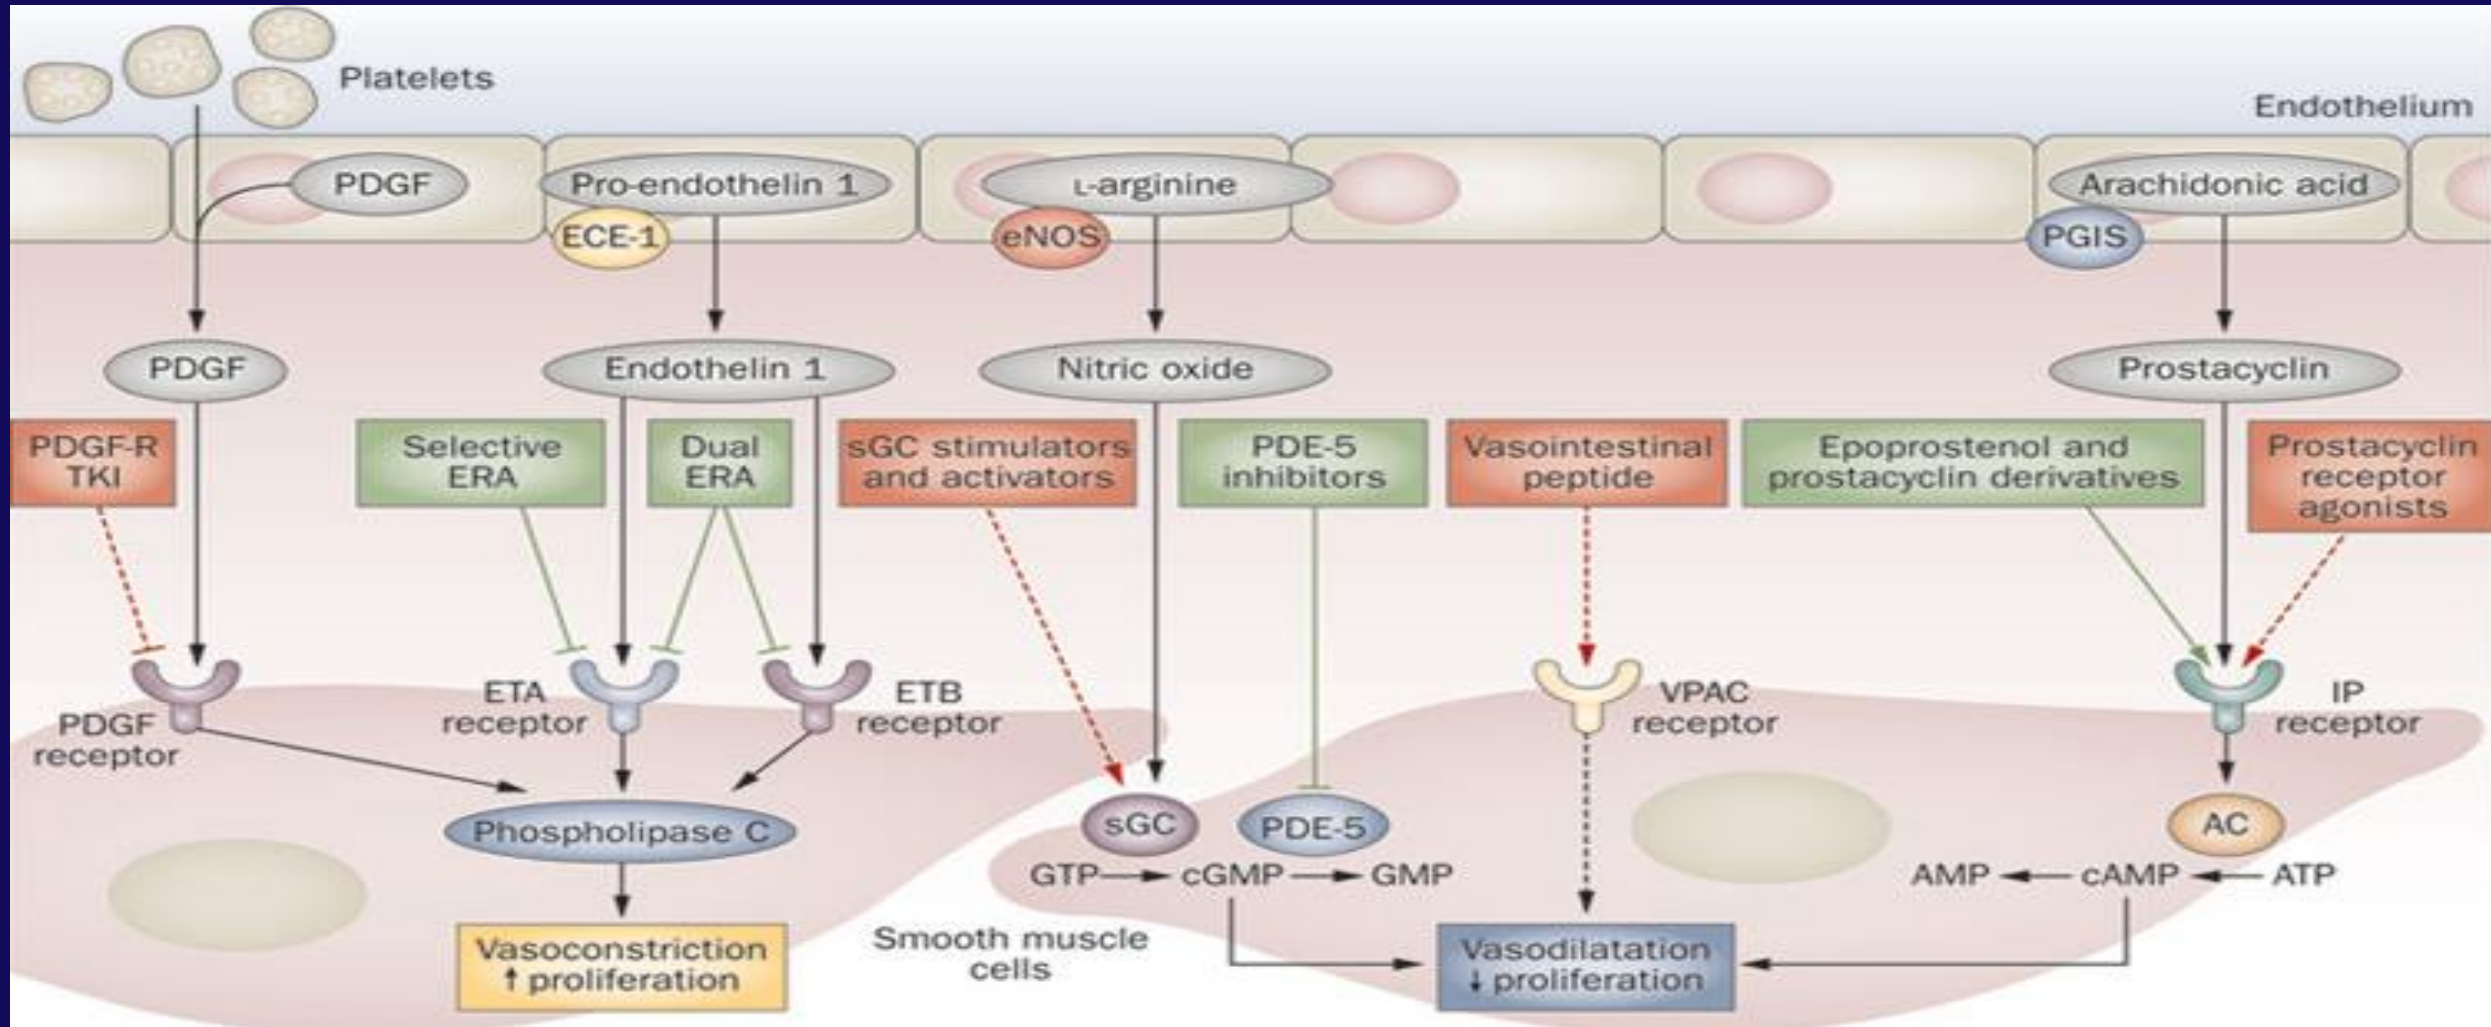 Platelets
Endothelium
PDGF
Pro-endothelin 1
L-arginine
Arachidonic acid
ECE-1
eNOS
PGIS
PDGF
Endothelin 1
Nitric oxide
Prostacyclin
PDGF-R
TKI
Selective
ERA
Dual
ERA
sGC stimulators
and activators
PDE-5
inhibitors
Vasointestinal
peptide
Epoprostenol and
prostacyclin derivatives
Prostacyclin
receptor
agonists
PDGF
receptor
ETA
receptor
ETB
receptor
VPAC
receptor
IP
receptor
Phospholipase C
sGC
PDE-5
AC
GTP
cGMP
GMP
AMP
cAMP
ATP
Vasoconstriction
↑ proliferation
Smooth muscle
cells
Vasodilatation
↓ proliferation